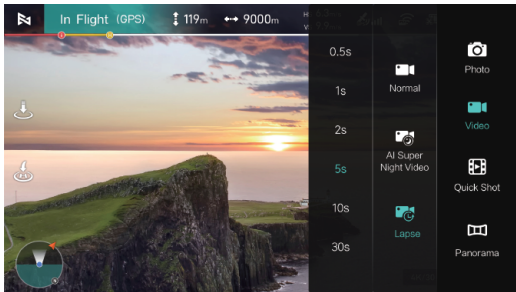 In Flight (GPS) 119m 9000m
0.5s
1s
2s
5s
10s
30s
Normal
AI Super
Night Video
Lapse
Photo
Video
Quick Shot
Panorama